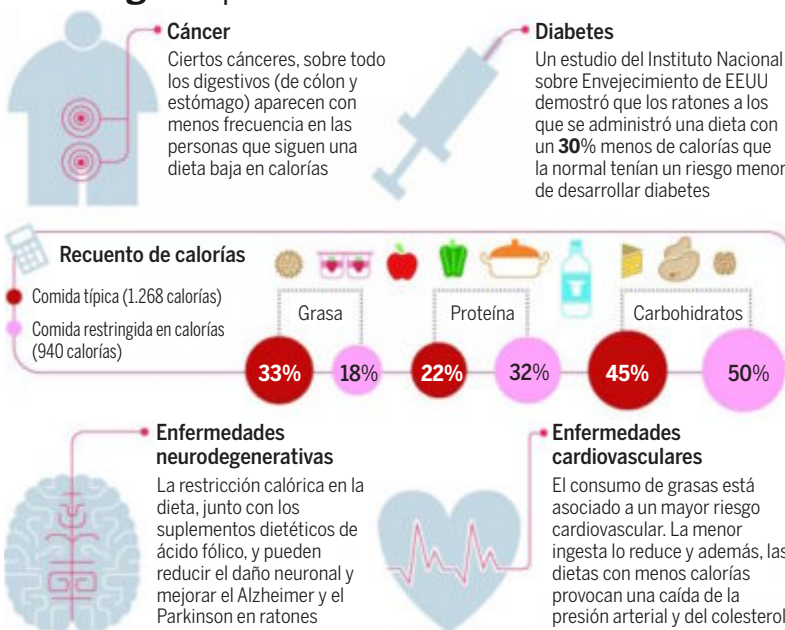 Cáncer
Ciertos cánceres, sobre todo
los digestivos (de cólon y
estómago) aparecen con
menos frecuencia en las
personas que siguen una
dieta baja en calorías
Diabetes
Un estudio del Instituto Nacional
sobre Envejecimiento de EEUU
demostró que los ratones a los
que se administró una dieta con
un 30% menos de calorías que
la normal tenían un riesgo menor
de desarrollar diabetes
Recuento de calorías
Comida típica (1.268 calorías)
Comida restringida en calorías
(940 calorías)
Grasa
Proteína
Carbohidratos
33%
18%
22%
32%
45%
50%
Enfermedades
neurodegenerativas
La restricción calórica en la
dieta, junto con los
suplementos dietéticos de
ácido fólico, y pueden
reducir el daño neuronal y
mejorar el Alzheimer y el
Parkinson en ratones
Enfermedades
cardiovasculares
El consumo de grasas está
asociado a un mayor riesgo
cardiovascular. La menor
ingesta lo reduce y además, las
dietas con menos calorías
provocan una caída de la
presión arterial y del colesterol